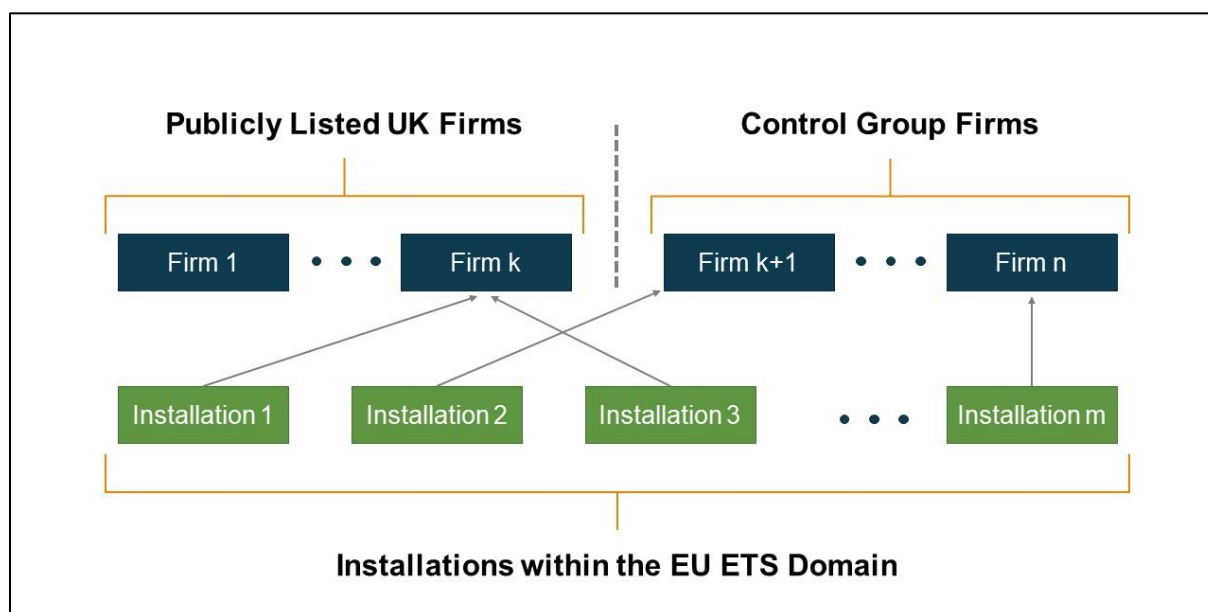 Publicly Listed UK Firms
Control Group Firms
Firm 1 • • • Firm k
Firm k+1 • • • Firm n
Installation 1 Installation 2 Installation 3 • • • Installation m
Installations within the EU ETS Domain